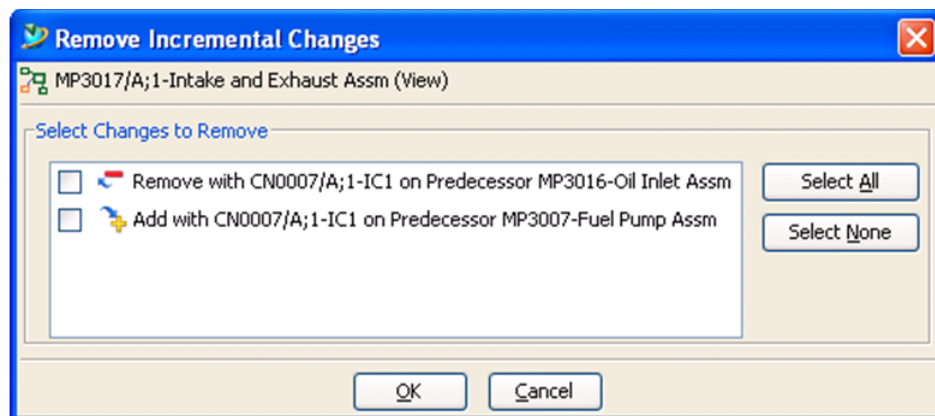 Remove Incremental Changes
MP3017/A;1-Intake and Exhaust Assm (View)
Select Changes to Remove
Remove with CN0007/A;1-IC1 on Predecessor MP3016-Oil Inlet Assm
Add with CN0007/A;1-IC1 on Predecessor MP3007-Fuel Pump Assm
Select All
Select None
OK
Cancel